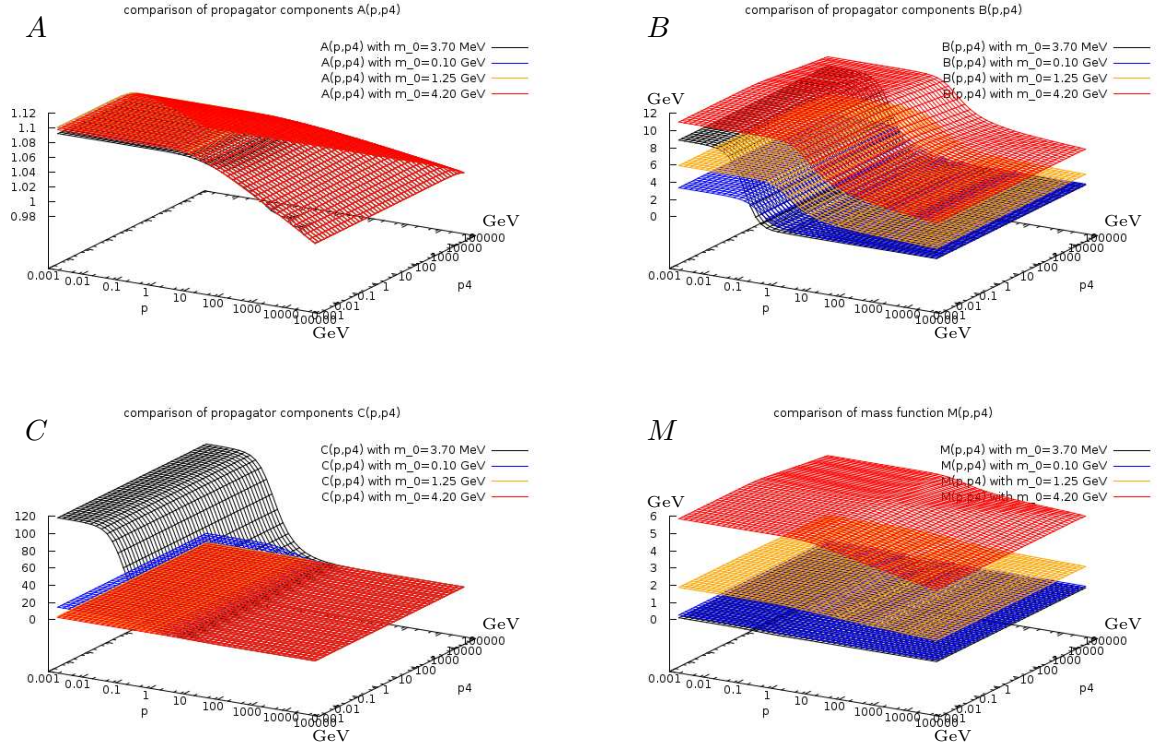 comparison of propagator components A(p,p4)
A
A(p,p4) with m_0=3.70 MeV
A(p,p4) with m_0=0.10 GeV
A(p,p4) with m_0=1.25 GeV
A(p,p4) with m_0=4.20 GeV
1.12
1.1
1.08
1.06
1.04
1.02
1
0.98
0.001
0.01
0.1
1
10
100
1000
10000
100000
p
GeV
0.001
0.01
0.1
1
10
100
1000
10000
100000
p4
GeV
comparison of propagator components B(p,p4)
B
B(p,p4) with m_0=3.70 MeV
B(p,p4) with m_0=0.10 GeV
B(p,p4) with m_0=1.25 GeV
B(p,p4) with m_0=4.20 GeV
GeV
12
10
8
6
4
2
0
0.001
0.01
0.1
1
10
100
1000
10000
100000
p
GeV
0.001
0.01
0.1
1
10
100
1000
10000
100000
p4
GeV
comparison of propagator components C(p,p4)
C
C(p,p4) with m_0=3.70 MeV
C(p,p4) with m_0=0.10 GeV
C(p,p4) with m_0=1.25 GeV
C(p,p4) with m_0=4.20 GeV
120
100
80
60
40
20
0
0.001
0.01
0.1
1
10
100
1000
10000
100000
p
GeV
0.001
0.01
0.1
1
10
100
1000
10000
100000
p4
GeV
comparison of mass function M(p,p4)
M
M(p,p4) with m_0=3.70 MeV
M(p,p4) with m_0=0.10 GeV
M(p,p4) with m_0=1.25 GeV
M(p,p4) with m_0=4.20 GeV
GeV
6
5
4
3
2
1
0
0.001
0.01
0.1
1
10
100
1000
10000
100000
p
GeV
0.001
0.01
0.1
1
10
100
1000
10000
100000
p4
GeV